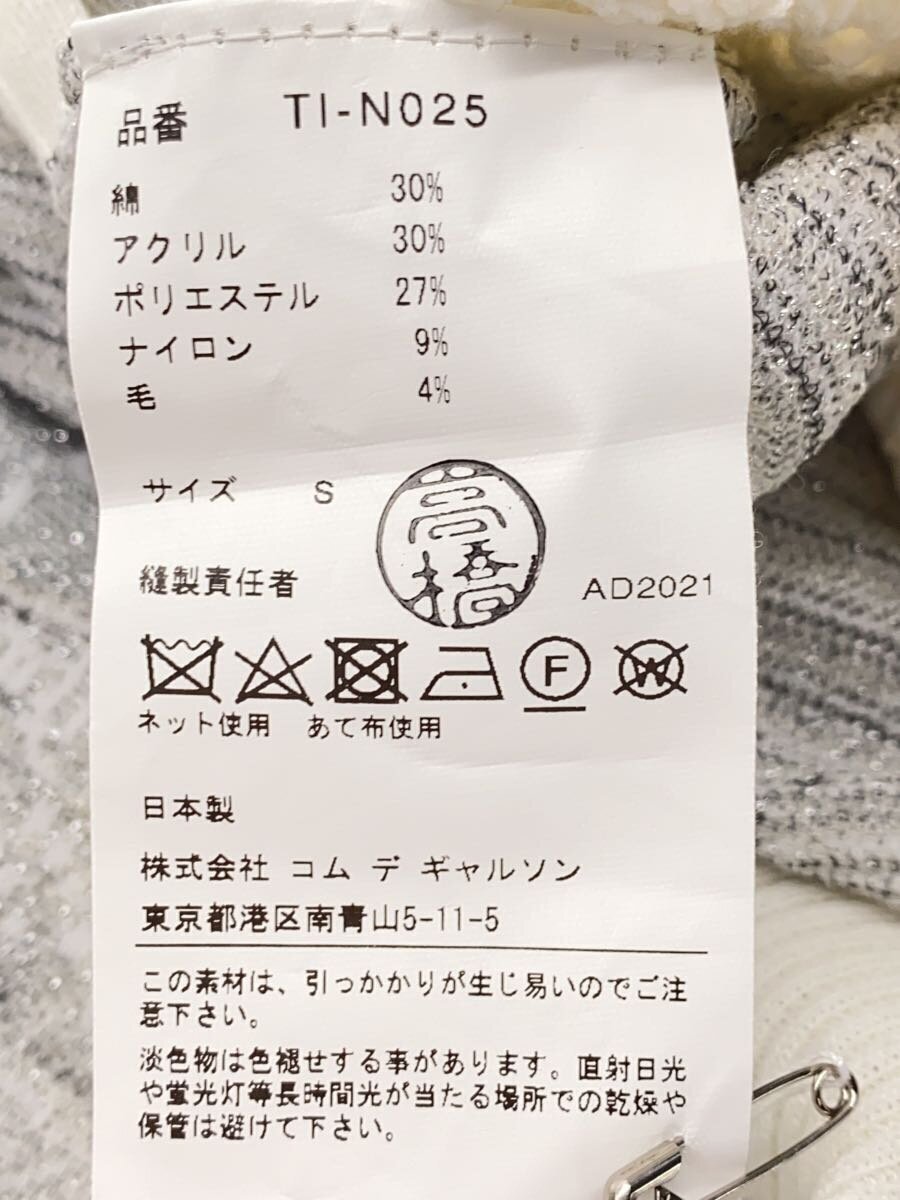 品番 TI-N025
綿 30%
アクリル 30%
ポリエステル 27%
ナイロン 9%
毛 4%
サイズ S
高橋
縫製責任者 AD2021
F W
ネット使用 あて布使用
日本製
株式会社 コム デ ギャルソン
東京都港区南青山5-11-5
この素材は、引っかかりが生じ易いのでご注
意下さい。
淡色物は色褪せする事があります。直射日光
や蛍光灯等長時間光が当たる場所での乾燥や
保管は避けて下さい。